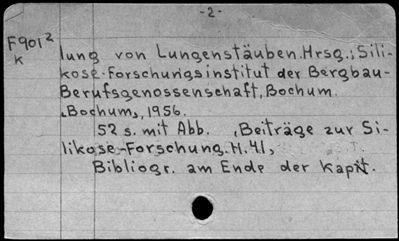 -2-
F9012
k
lung von Lungenstäuben. Hrsg.: Sili-
kose-Forschungsinstitut der Bergbau-
Berufsgenossenschaft, Bochum.
(Bochum), 1956.
52 s. mit Abb. (Beiträge zur Si-
likose-Forschung. H. 41)
Bibliogr. am Ende der Kapit.